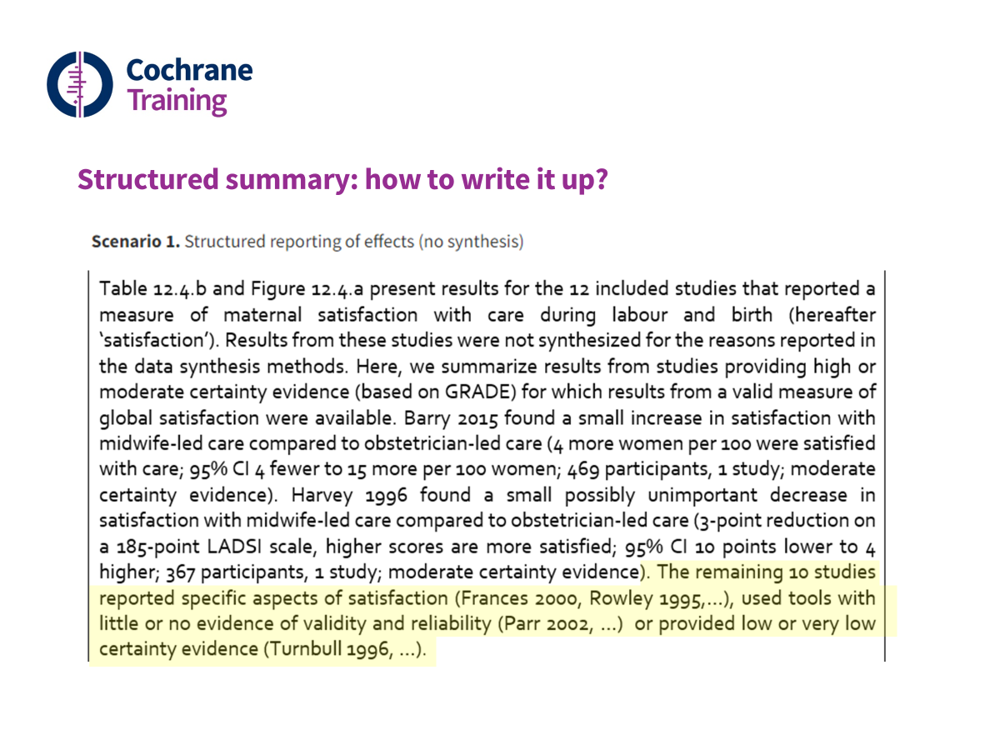 Cochrane
Training
Structured summary: how to write it up?
Scenario 1. Structured reporting of effects (no synthesis)
Table 12.4.b and Figure 12.4.a present results for the 12 included studies that reported a
measure of maternal satisfaction with care during labour and birth (hereafter
‘satisfaction’). Results from these studies were not synthesized for the reasons reported in
the data synthesis methods. Here, we summarize results from studies providing high or
moderate certainty evidence (based on GRADE) for which results from a valid measure of
global satisfaction were available. Barry 2015 found a small increase in satisfaction with
midwife-led care compared to obstetrician-led care (4 more women per 100 were satisfied
with care; 95% CI 4 fewer to 15 more per 100 women; 469 participants, 1 study; moderate
certainty evidence). Harvey 1996 found a small possibly unimportant decrease in
satisfaction with midwife-led care compared to obstetrician-led care (3-point reduction on
a 185-point LADSI scale, higher scores are more satisfied; 95% CI 10 points lower to 4
higher; 367 participants, 1 study; moderate certainty evidence). The remaining 10 studies
reported specific aspects of satisfaction (Frances 2000, Rowley 1995,...), used tools with
little or no evidence of validity and reliability (Parr 2002, ...) or provided low or very low
certainty evidence (Turnbull 1996, ...).